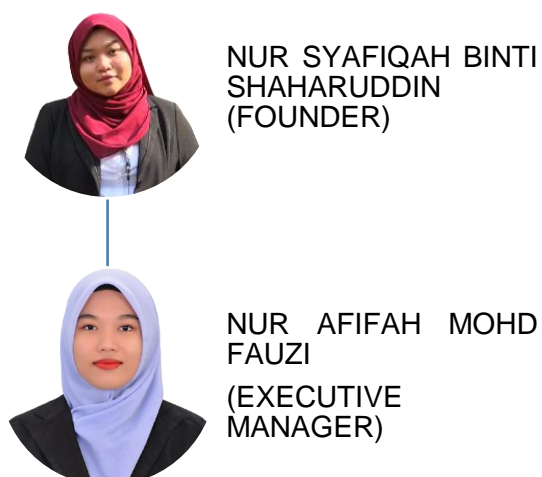 NUR SYAFIQAH BINTI
SHAHARUDDIN
(FOUNDER)
NUR AFIFAH MOHD
FAUZI
(EXECUTIVE
MANAGER)